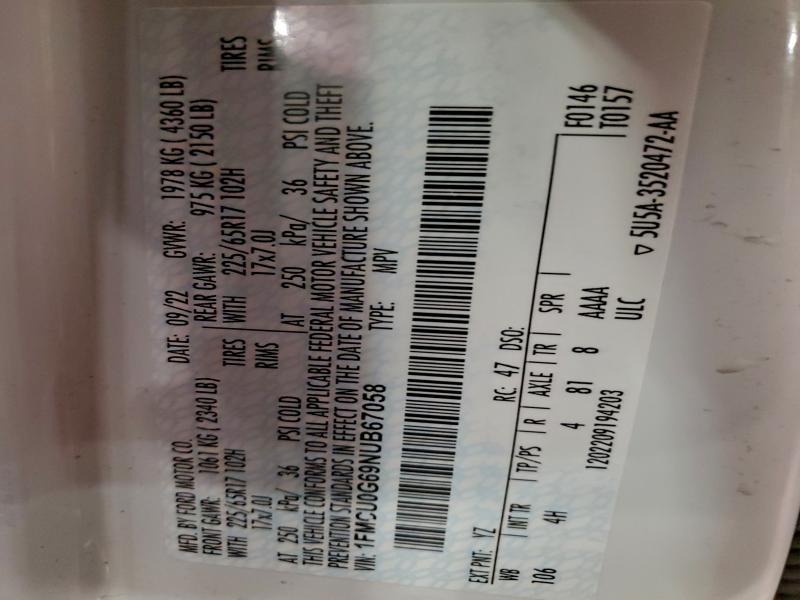 MFD. BY FORD MOTOR CO.
DATE: 09/22 GVWR: 1978 KG ( 4360 LB)
FRONT GAWR: 1061 KG ( 2340 LB) REAR GAWR: 975 KG ( 2150 LB)
WITH 225/65R17 102H TIRES WITH 225/65R17 102H TIRES
17x7.0J RIMS 17x7.0J RIMS
AT 250 kPa/ 36 PSI COLD AT 250 kPa/ 36 PSI COLD
THIS VEHICLE CONFORMS TO ALL APPLICABLE FEDERAL MOTOR VEHICLE SAFETY AND THEFT
PREVENTION STANDARDS IN EFFECT ON THE DATE OF MANUFACTURE SHOWN ABOVE.
VIN: 1FMCU0G69NUB67058 TYPE: MPV
EXT PNT: YZ RC: 47 DSO: F0146
WB INT TR TP/PS R AXLE TR SPR T0157
106 4H 4 81 8 AAAA
1202209194203 ULC ▽ 5U5A-3520472-AA